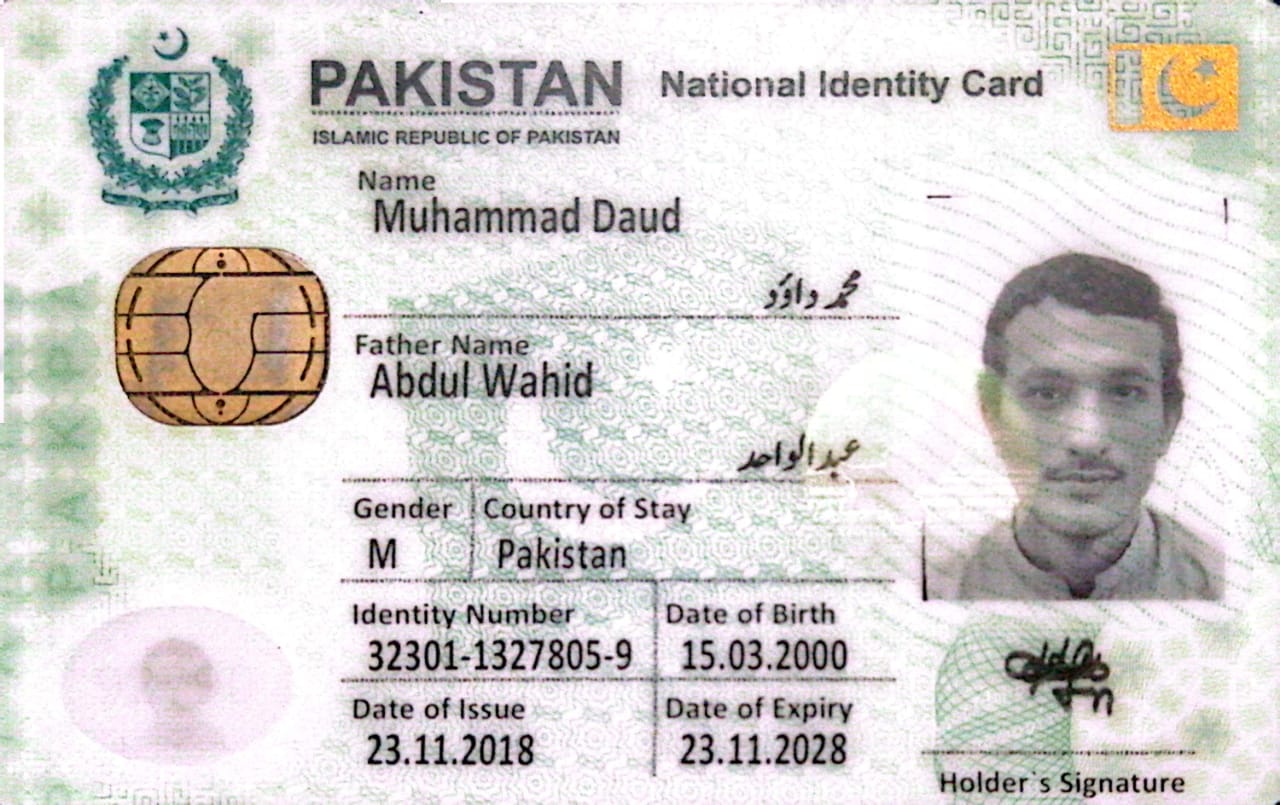 PAKISTAN National Identity Card
ISLAMIC REPUBLIC OF PAKISTAN
Name
Muhammad Daud
محمد داؤد
Father Name
Abdul Wahid
عبدالواحد
Gender Country of Stay
M Pakistan
Identity Number Date of Birth
32301-1327805-9 15.03.2000
Date of Issue Date of Expiry
23.11.2018 23.11.2028
Holder`s Signature